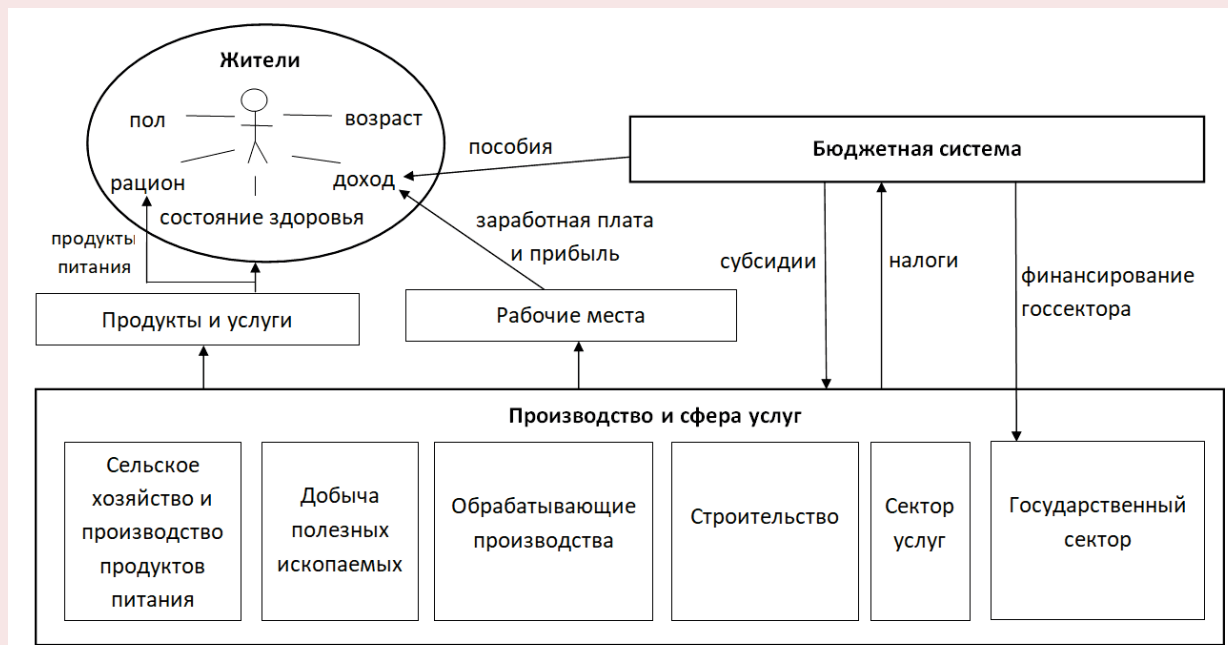 Жители
пол
возраст
рацион
доход
состояние здоровья
пособия
Бюджетная система
продукты
питания
заработная плата
и прибыль
субсидии
налоги
финансирование
госсектора
Продукты и услуги
Рабочие места
Производство и сфера услуг
Сельское
хозяйство и
производство
продуктов
питания
Добыча
полезных
ископаемых
Обрабатывающие
производства
Строительство
Сектор
услуг
Государственный
сектор